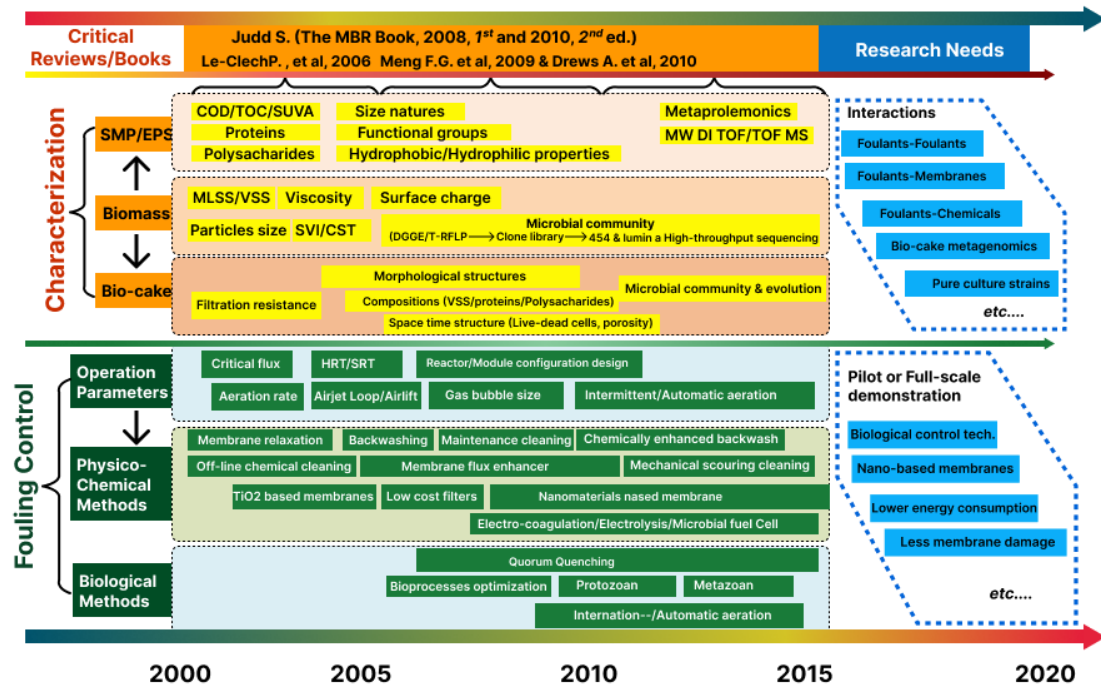 Critical
Reviews/Books
Judd S. (The MBR Book, 2008, 1st and 2010, 2nd ed.)
Le-ClechP. , et al, 2006 Meng F.G. et al, 2009 & Drews A. et al, 2010
Research Needs
Characterization
SMP/EPS
Biomass
Bio-cake
COD/TOC/SUVA
Size natures
Metaprolemonics
Proteins
Functional groups
MW DI TOF/TOF MS
Polysacharides
Hydrophobic/Hydrophilic properties
MLSS/VSS
Viscosity
Surface charge
Particles size
SVI/CST
Microbial community
(DGGE/T-RFLP → Clone library → 454 & lumin a High-throughput sequencing
Morphological structures
Filtration resistance
Compositions (VSS/proteins/Polysacharides)
Microbial community & evolution
Space time structure (Live-dead cells, porosity)
Interactions
Foulants-Foulants
Foulants-Membranes
Foulants-Chemicals
Bio-cake metagenomics
Pure culture strains
etc....
Fouling Control
Operation
Parameters
Physico-
Chemical
Methods
Biological
Methods
Critical flux
HRT/SRT
Reactor/Module configuration design
Aeration rate
Airjet Loop/Airlift
Gas bubble size
Intermittent/Automatic aeration
Membrane relaxation
Backwashing
Maintenance cleaning
Chemically enhanced backwash
Off-line chemical cleaning
Membrane flux enhancer
Mechanical scouring cleaning
TiO2 based membranes
Low cost filters
Nanomaterials nased membrane
Electro-coagulation/Electrolysis/Microbial fuel Cell
Quorum Quenching
Bioprocesses optimization
Protozoan
Metazoan
Internation--/Automatic aeration
Pilot or Full-scale
demonstration
Biological control tech.
Nano-based membranes
Lower energy consumption
Less membrane damage
etc....
2000
2005
2010
2015
2020